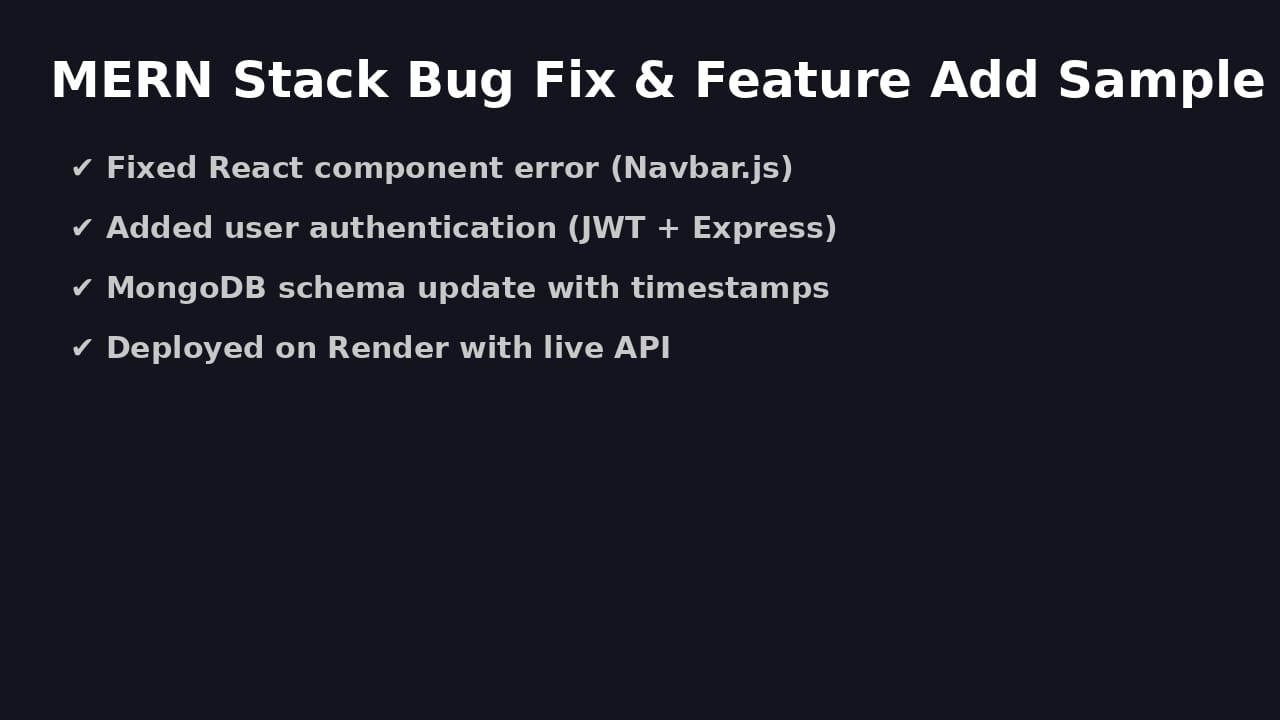 MERN Stack Bug Fix & Feature Add Sample
✔ Fixed React component error (Navbar.js)
✔ Added user authentication (JWT + Express)
✔ MongoDB schema update with timestamps
✔ Deployed on Render with live API